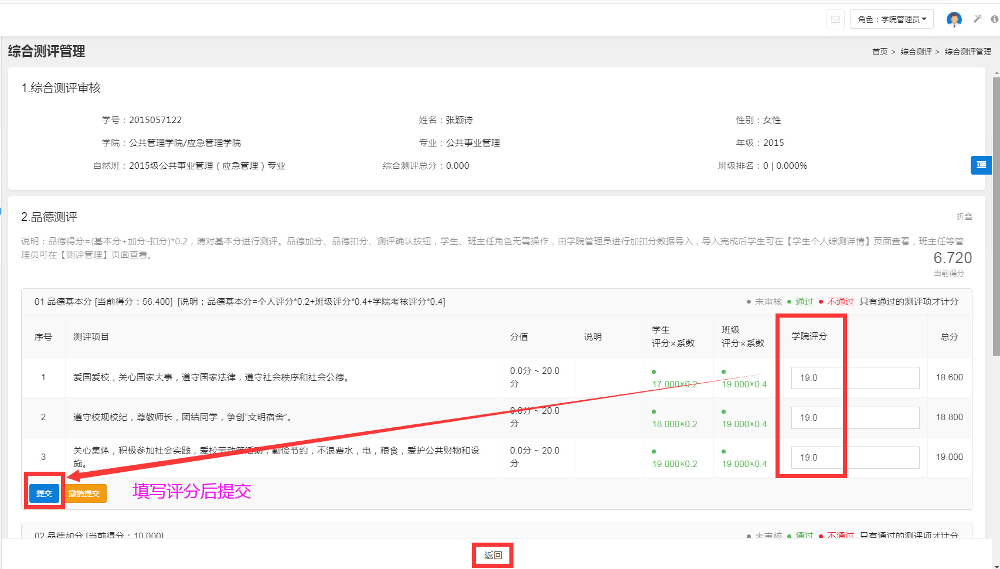 角色：学院管理员
综合测评管理
首页 > 综合测评 > 综合测评管理
1.综合测评审核
学号：2015057122 姓名：张颖诗 性别：女性
学院：公共管理学院/应急管理学院 专业：公共事业管理 年级：2015
自然班：2015级公共事业管理（应急管理）专业 综合测评总分：0.000 班级排名：0 | 0.000%
2.品德测评 折叠
说明：品德得分=(基本分+加分-扣分)*0.2，请对基本分进行测评。品德加分、品德扣分、测评确认按钮，学生、班主任角色无需操作，由学院管理员进行加扣分数据导入，导入完成后学生可在【学生个人综测详情】页面查看，班主任等管
理员可在【测评管理】页面查看。
6.720
当前得分
01 品德基本分 [当前得分：56.400] [说明：品德基本分=个人评分*0.2+班级评分*0.4+学院考核评分*0.4] 未审核 通过 不通过 只有通过的测评项才计分
序号 测评项目 分值 说明 学生 评分×系数 班级 评分×系数 学院评分 总分
1 爱国爱校，关心国家大事，遵守国家法律，遵守社会秩序和社会公德。 0.0分 ~ 20.0分 17.000×0.2 19.000×0.4 19.0 18.600
2 遵守校规校纪，尊敬师长，团结同学，争创“文明宿舍”。 0.0分 ~ 20.0分 18.000×0.2 19.000×0.4 19.0 18.800
3 关心集体，积极参加社会实践，爱校劳动等活动，勤俭节约，不浪费水，电，粮食，爱护公共财物和设施。 0.0分 ~ 20.0分 19.000×0.2 19.000×0.4 19.0 19.000
提交 撤销提交 填写评分后提交
02 品德加分 [当前得分：10.000] 未审核 通过 不通过 只有通过的测评项才计分
返回